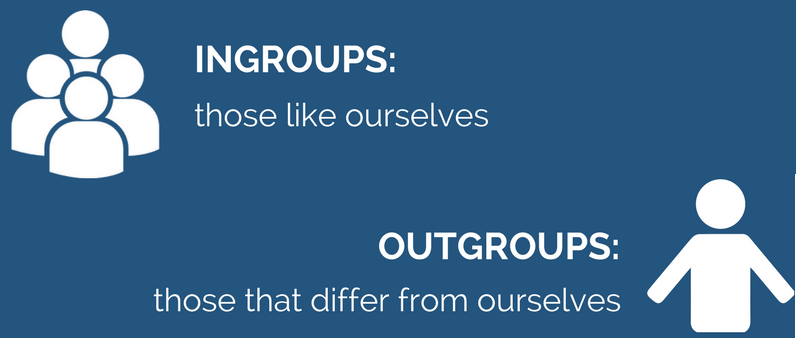 INGROUPS:
those like ourselves
OUTGROUPS:
those that differ from ourselves